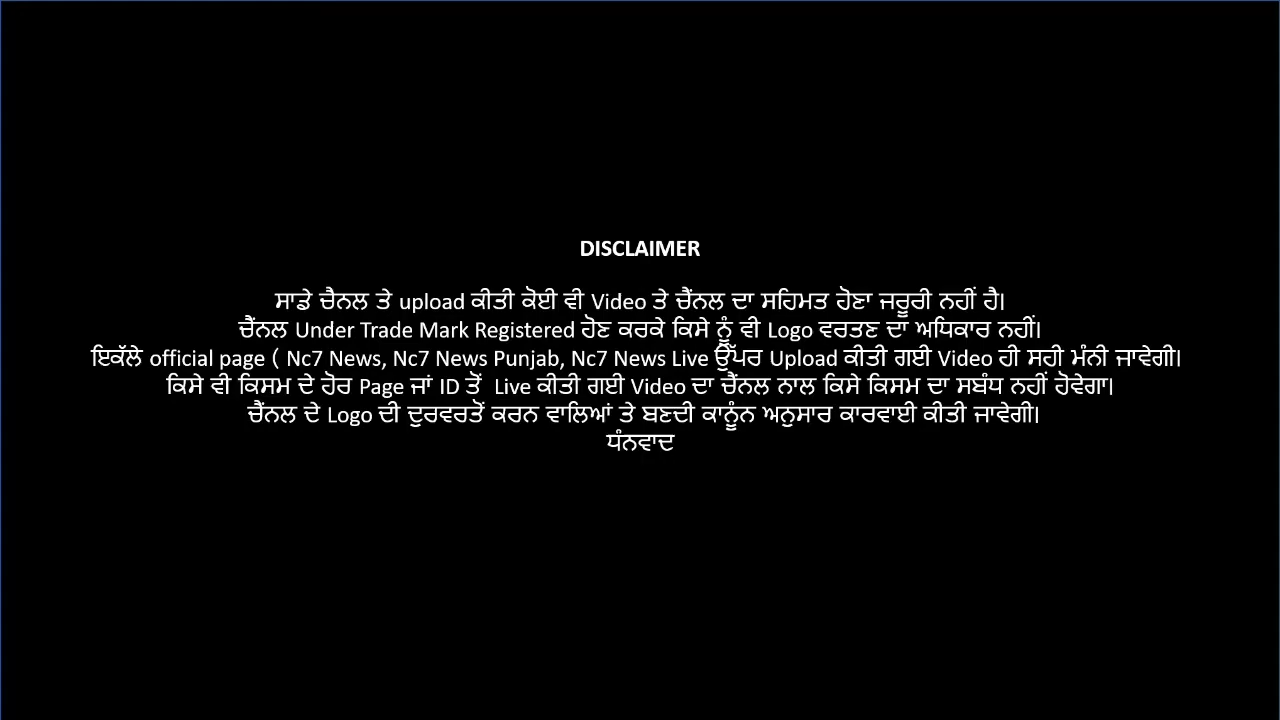 DISCLAIMER
ਸਾਡੇ ਚੈਨਲ ਤੇ upload ਕੀਤੀ ਕੋਈ ਵੀ Video ਤੇ ਚੈਂਨਲ ਦਾ ਸਹਿਮਤ ਹੋਣਾ ਜਰੂਰੀ ਨਹੀਂ ਹੈ।
ਚੈਂਨਲ Under Trade Mark Registered ਹੋਣ ਕਰਕੇ ਕਿਸੇ ਨੂੰ ਵੀ Logo ਵਰਤਣ ਦਾ ਅਧਿਕਾਰ ਨਹੀਂ।
ਇਕੱਲੇ official page ( Nc7 News, Nc7 News Punjab, Nc7 News Live ਉੱਪਰ Upload ਕੀਤੀ ਗਈ Video ਹੀ ਸਹੀ ਮੰਨੀ ਜਾਵੇਗੀ।
ਕਿਸੇ ਵੀ ਕਿਸਮ ਦੇ ਹੋਰ Page ਜਾਂ ID ਤੋਂ Live ਕੀਤੀ ਗਈ Video ਦਾ ਚੈਂਨਲ ਨਾਲ ਕਿਸੇ ਕਿਸਮ ਦਾ ਸਬੰਧ ਨਹੀਂ ਹੋਵੇਗਾ।
ਚੈਂਨਲ ਦੇ Logo ਦੀ ਦੁਰਵਰਤੋਂ ਕਰਨ ਵਾਲਿਆਂ ਤੇ ਬਣਦੀ ਕਾਨੂੰਨ ਅਨੁਸਾਰ ਕਾਰਵਾਈ ਕੀਤੀ ਜਾਵੇਗੀ।
ਧੰਨਵਾਦ